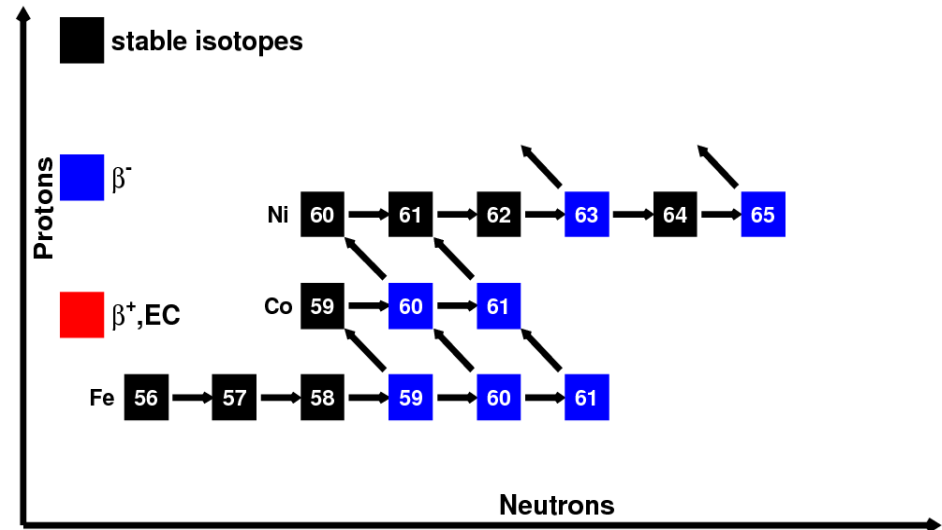 stable isotopes
β⁻
β⁺,EC
Protons
Ni 60 61 62 63 64 65
Co 59 60 61
Fe 56 57 58 59 60 61
Neutrons